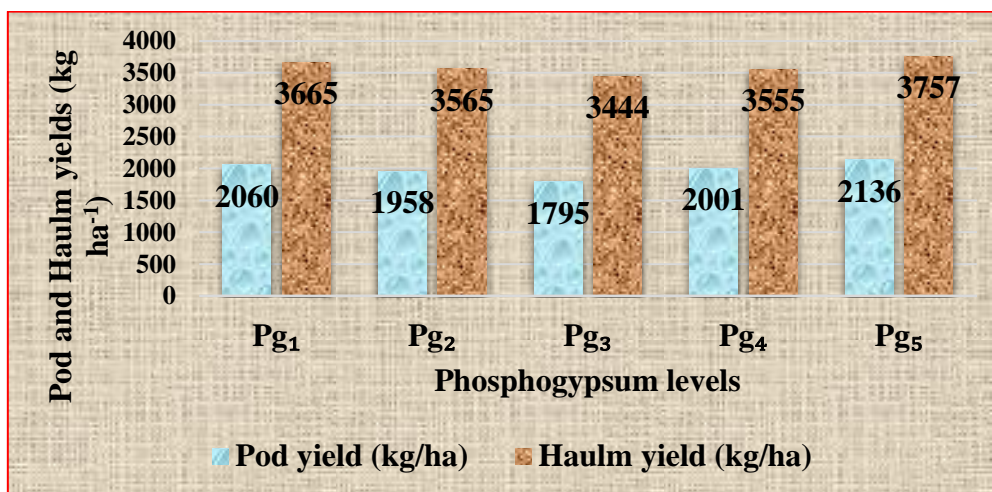 Pod and Haulm yields (kg
ha⁻¹)
4000
3500
3000
2500
2000
1500
1000
500
0
3665
3565
3444
3555
3757
2060
1958
1795
2001
2136
Pg₁
Pg₂
Pg₃
Pg₄
Pg₅
Phosphogypsum levels
Pod yield (kg/ha)
Haulm yield (kg/ha)